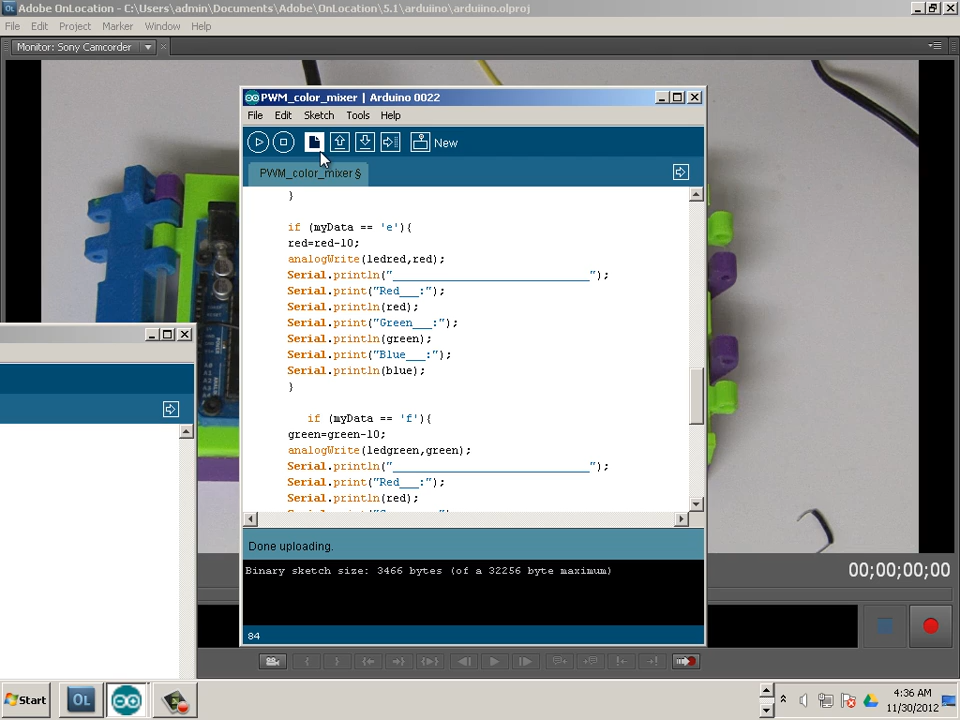 Adobe OnLocation - C:\Users\admin\Documents\Adobe\OnLocation\5.1\arduiino\arduiino.olproj
File Edit Project Marker Window Help
Monitor: Sony Camcorder
PWM_color_mixer | Arduino 0022
File Edit Sketch Tools Help
New
PWM_color_mixer §
}
if (myData == 'e'){
red=red-10;
analogWrite(ledred,red);
Serial.println("______________________________");
Serial.print("Red___:");
Serial.println(red);
Serial.print("Green___:");
Serial.println(green);
Serial.print("Blue___:");
Serial.println(blue);
}
if (myData == 'f'){
green=green-10;
analogWrite(ledgreen,green);
Serial.println("______________________________");
Serial.print("Red___:");
Serial.println(red);
Done uploading.
Binary sketch size: 3466 bytes (of a 32256 byte maximum)
84
00;00;00;00
Start
OL
4:36 AM
11/30/2012